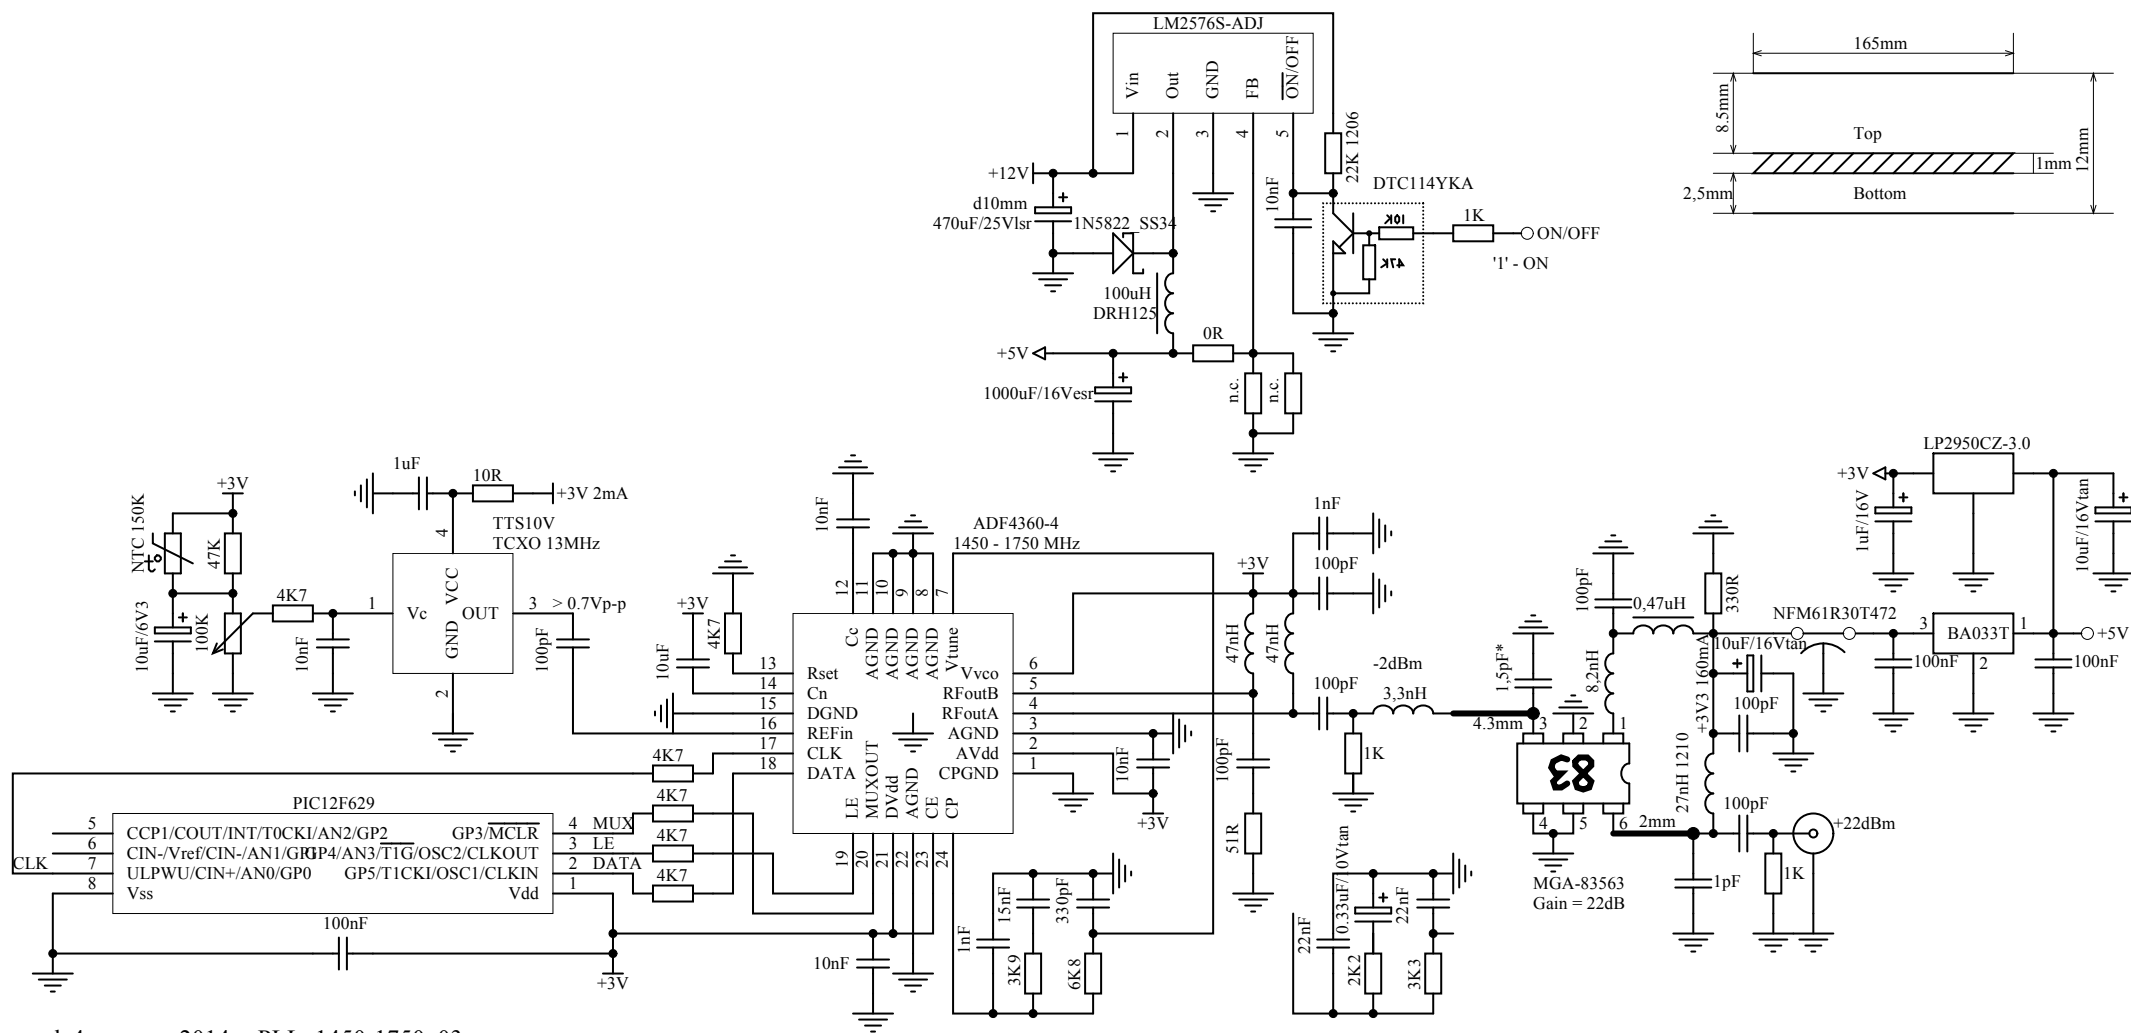 LM2576S-ADJ
Vin
Out
GND
FB
ON/OFF
1
2
3
4
5
22K 1206
+12V
d10mm
470uF/25Vlsr
1N5822_SS34
10nF
DTC114YKA
10K
47K
1K
ON/OFF
'1' - ON
100uH
DRH125
+5V
0R
1000uF/16Vesr
n.c.
n.c.
165mm
8.5mm
Top
1mm
12mm
2,5mm
Bottom
+3V
NTC 150K
t°
47K
10uF/6V3
100K
4K7
10nF
1uF
10R
+3V 2mA
TTS10V
TCXO 13MHz
4
1
Vc
VCC
GND
OUT
3
> 0.7Vp-p
2
100pF
+3V
10uF
4K7
10nF
ADF4360-4
1450 - 1750 MHz
12
11
10
9
8
7
Cc
AGND
AGND
AGND
AGND
Vtune
13
Rset
14
Cn
15
DGND
16
REFin
17
CLK
18
DATA
6
Vvco
5
RFoutB
4
RFoutA
3
AGND
2
AVdd
1
CPGND
LE
MUXOUT
DVdd
AGND
CE
CP
19
20
21
22
23
24
4K7
4K7
4K7
4K7
PIC12F629
5
CCP1/COUT/INT/T0CKI/AN2/GP2
6
CIN-/Vref/CIN-/AN1/GP1
CLK
7
ULPWU/CIN+/AN0/GP0
8
Vss
GP3/MCLR
4
MUX
GP4/AN3/T1G/OSC2/CLKOUT
3
LE
GP5/T1CKI/OSC1/CLKIN
2
DATA
Vdd
1
100nF
+3V
10nF
1nF
15nF
330pF
3K9
6K8
+3V
1nF
100pF
47nH
47nH
100pF
10nF
+3V
100pF
51R
1K
-2dBm
3,3nH
4.3mm
1,5pF*
22nF
0.33uF/10Vtan
22nF
2K2
3K3
100pF
8,2nH
0,47uH
330R
3
2
1
83
4
5
6
MGA-83563
Gain = 22dB
2mm
27nH 1210
+3V3 160mA
10uF/16Vtan
100pF
100pF
1pF
1K
+22dBm
NFM61R30T472
100nF
3
BA033T
1
2
+5V
100nF
LP2950CZ-3.0
+3V
1uF/16V
10uF/16Vtan